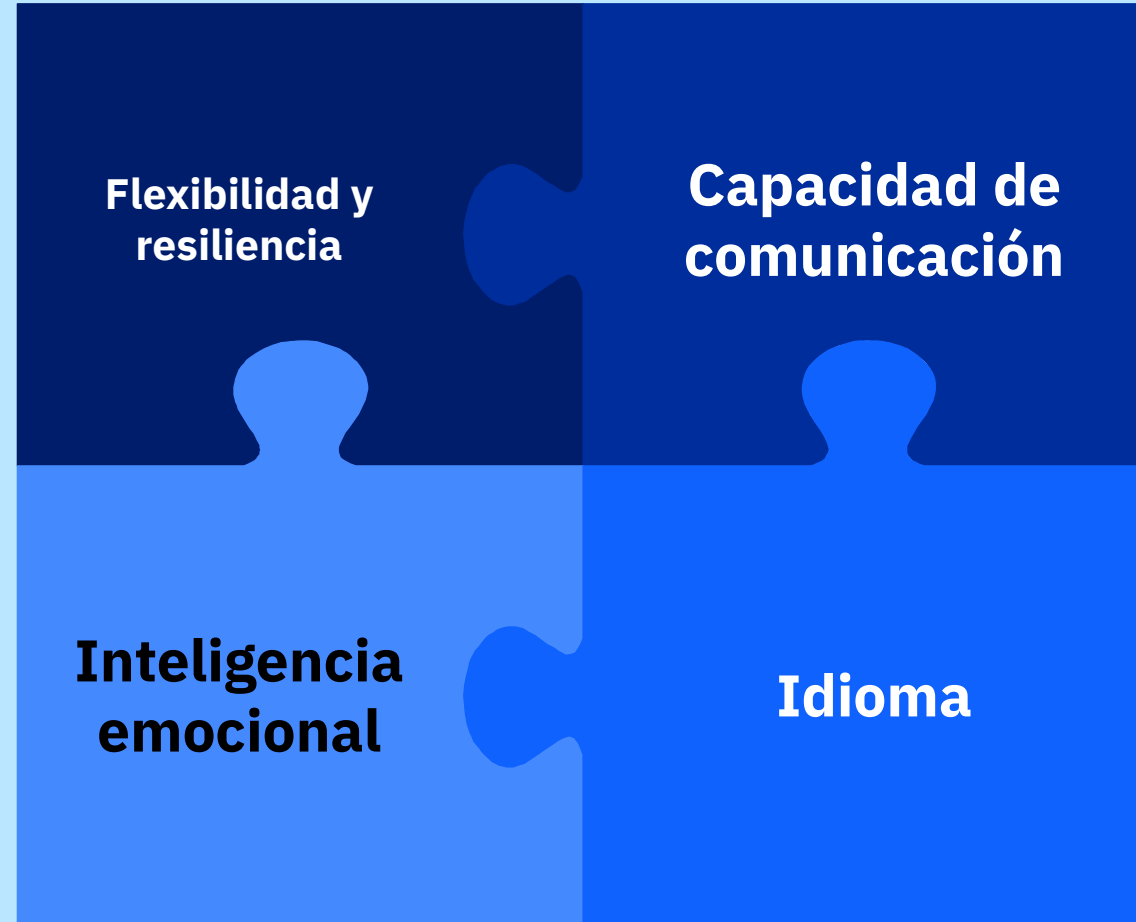 Flexibilidad y
resiliencia
Capacidad de
comunicación
Inteligencia
emocional
Idioma